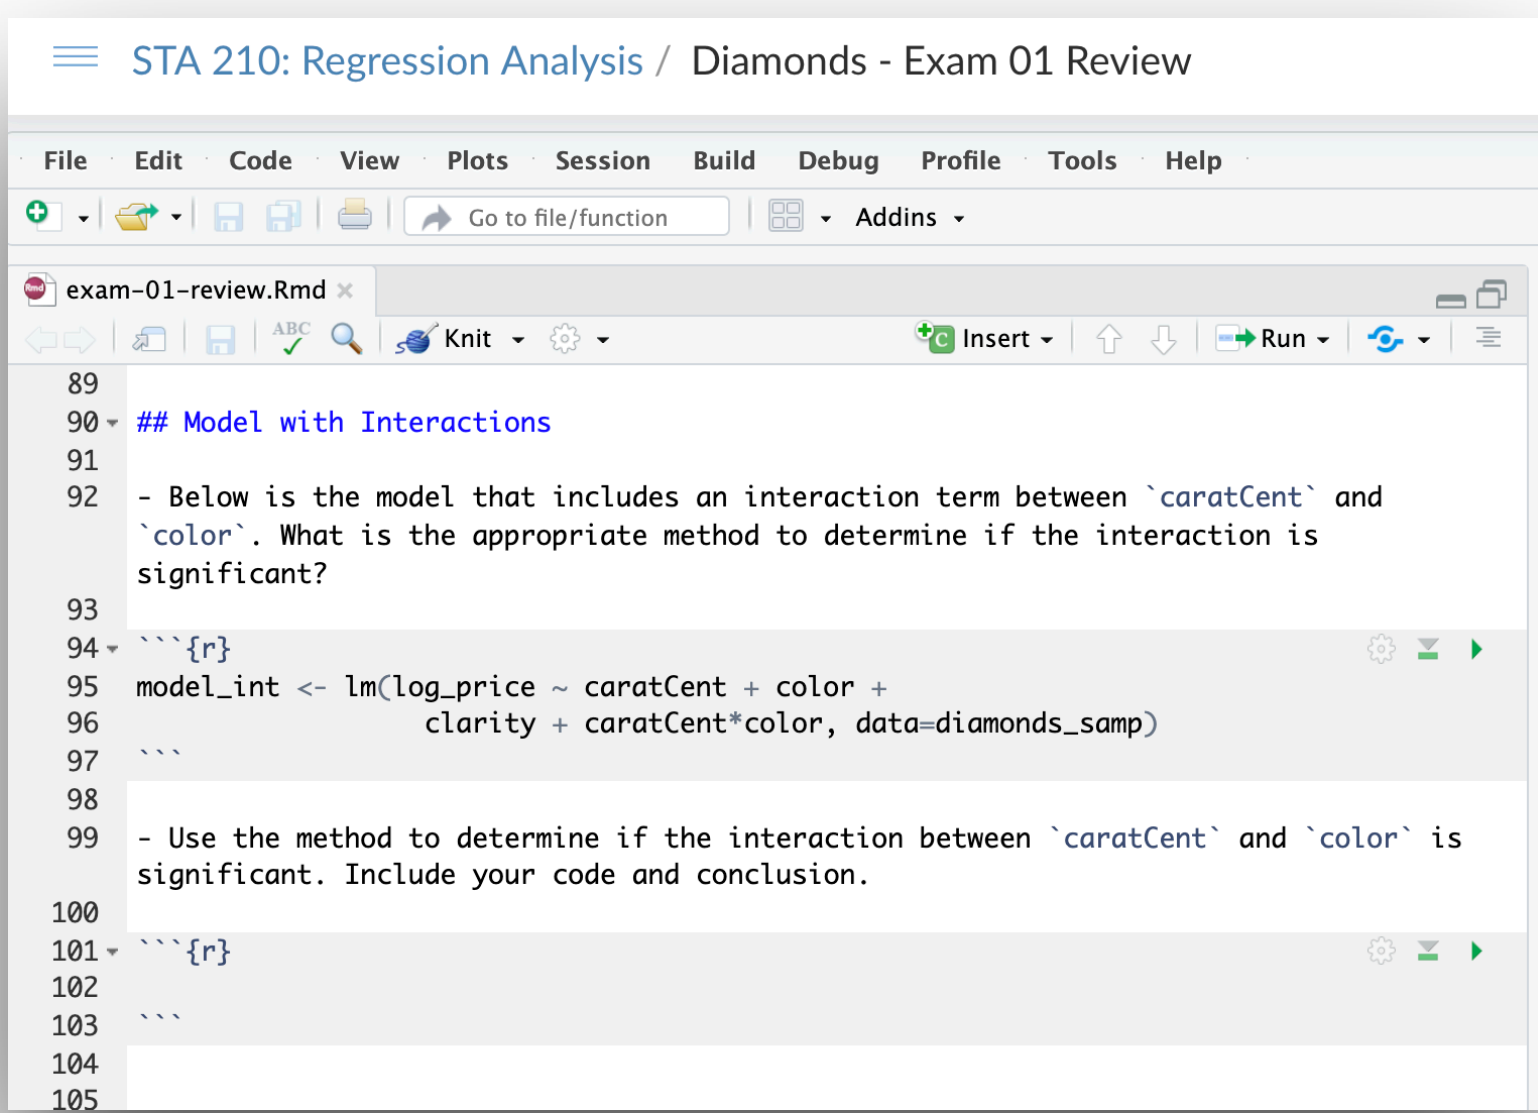 STA 210: Regression Analysis / Diamonds - Exam 01 Review
File Edit Code View Plots Session Build Debug Profile Tools Help
Go to file/function Addins
Rmd exam-01-review.Rmd
ABC Knit C Insert Run
89
90 ## Model with Interactions
91
92 - Below is the model that includes an interaction term between `caratCent` and
`color`. What is the appropriate method to determine if the interaction is
significant?
93
94 ```{r}
95 model_int <- lm(log_price ~ caratCent + color +
96 clarity + caratCent*color, data=diamonds_samp)
97 ```
98
99 - Use the method to determine if the interaction between `caratCent` and `color` is
significant. Include your code and conclusion.
100
101 ```{r}
102
103 ```
104
105